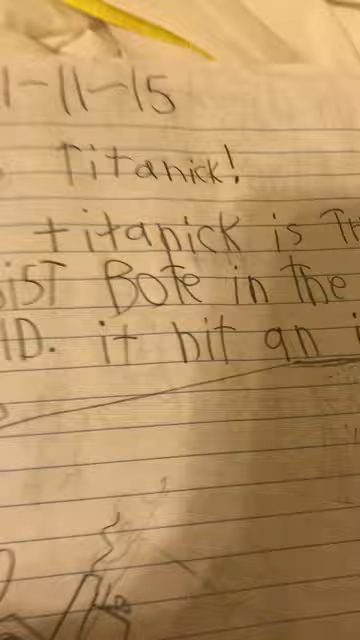 1-11-15
Titanick!
titanick is
BOTE in the
it hit an